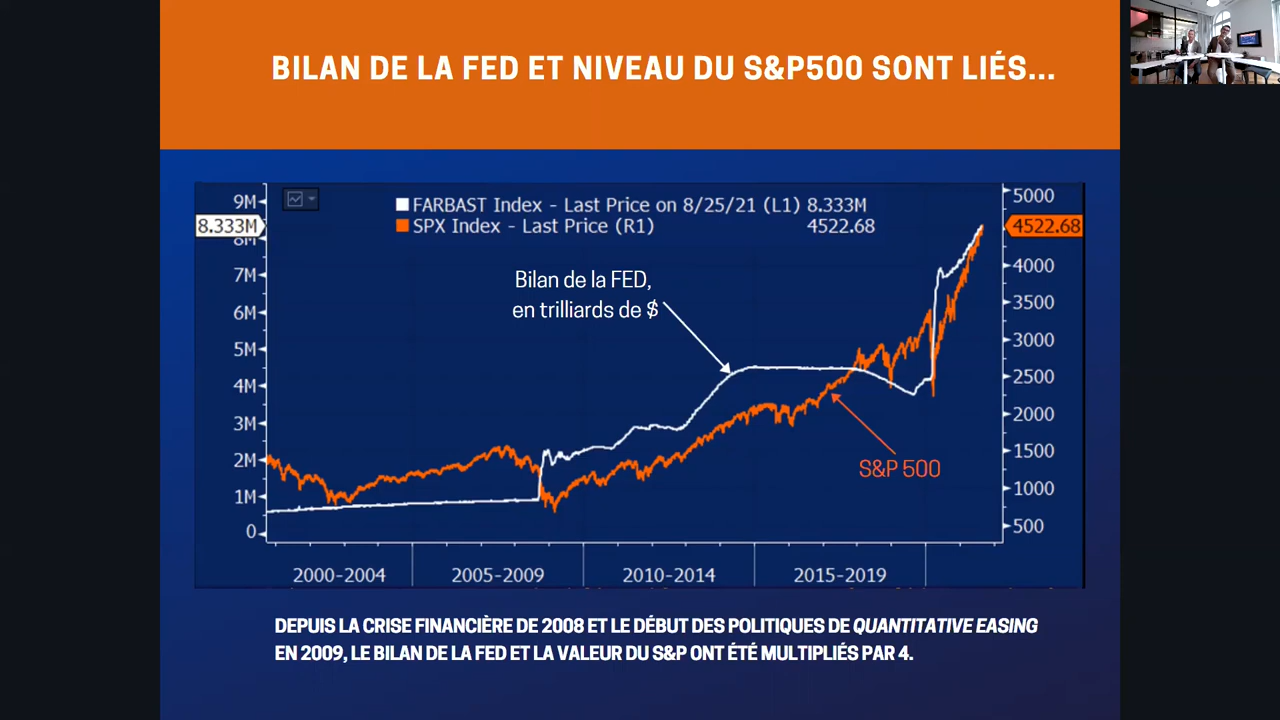 BILAN DE LA FED ET NIVEAU DU S&P500 SONT LIÉS...
FARBAST Index - Last Price on 8/25/21 (L1) 8.333M
SPX Index - Last Price (R1) 4522.68
9M
8.333M
8M
7M
6M
5M
4M
3M
2M
1M
0
5000
4522.68
4000
3500
3000
2500
2000
1500
1000
500
Bilan de la FED,
en trilliards de $
S&P 500
2000-2004
2005-2009
2010-2014
2015-2019
DEPUIS LA CRISE FINANCIÈRE DE 2008 ET LE DÉBUT DES POLITIQUES DE QUANTITATIVE EASING
EN 2009, LE BILAN DE LA FED ET LA VALEUR DU S&P ONT ÉTÉ MULTIPLIÉS PAR 4.